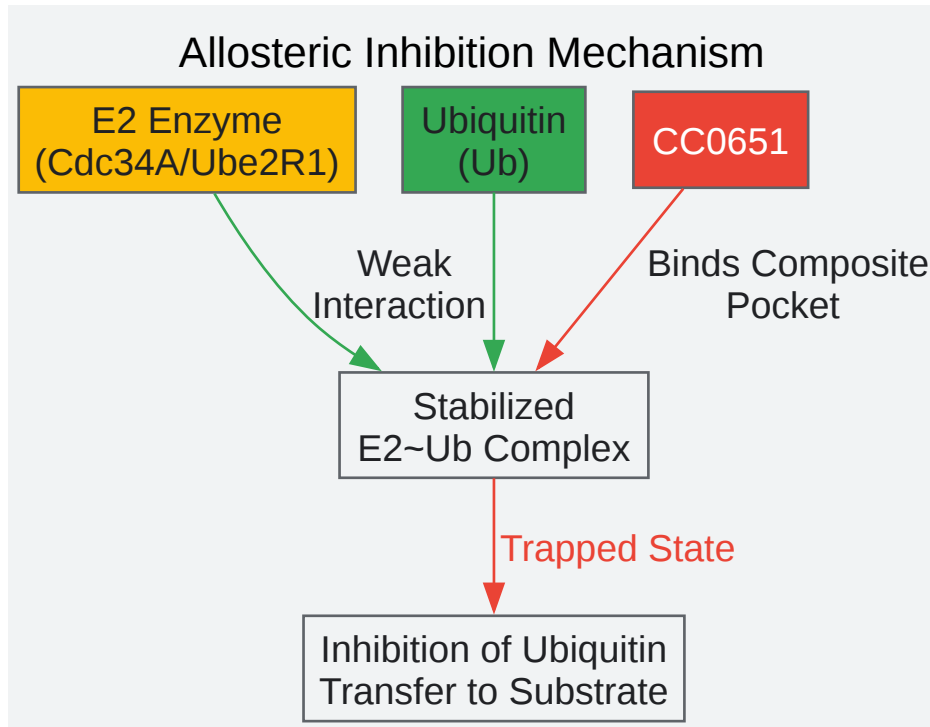 Allosteric Inhibition Mechanism
E2 Enzyme
(Cdc34A/Ube2R1)
Ubiquitin
(Ub)
CC0651
Weak
Interaction
Binds Composite
Pocket
Stabilized
E2~Ub Complex
Trapped State
Inhibition of Ubiquitin
Transfer to Substrate